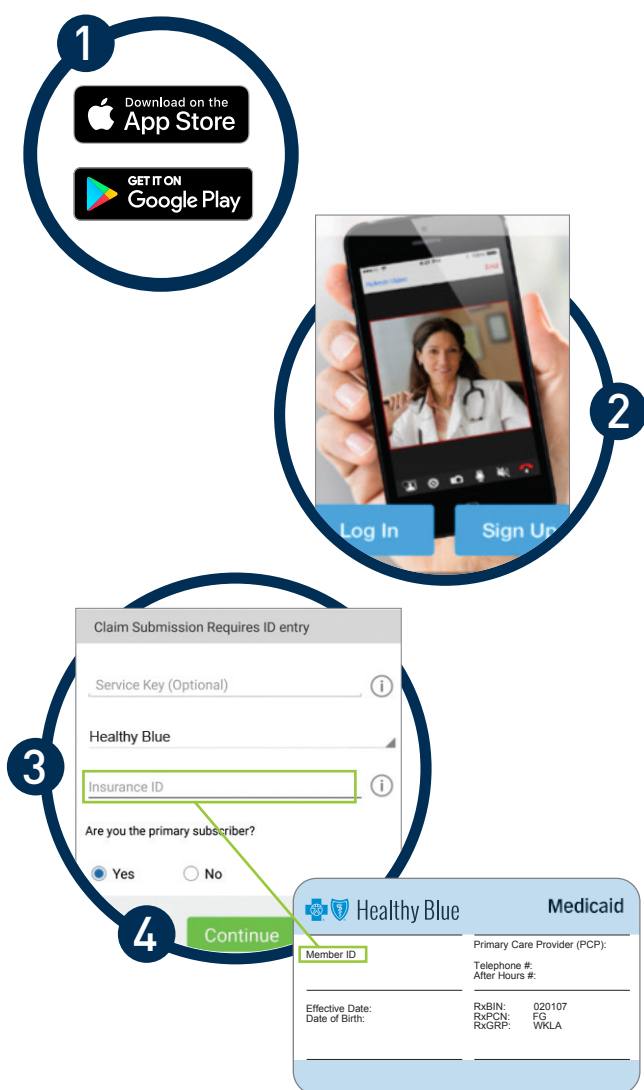 1
Download on the
App Store
GET IT ON
Google Play
End
2
Log In
Sign Up
Claim Submission Requires ID entry
Service Key (Optional)
i
Healthy Blue
3
Insurance ID
i
Are you the primary subscriber?
Yes
No
4
Continue
Healthy Blue
Medicaid
Member ID
Primary Care Provider (PCP):
Telephone #:
After Hours #:
Effective Date:
Date of Birth:
RxBIN: 020107
RxPCN: FG
RxGRP: WKLA